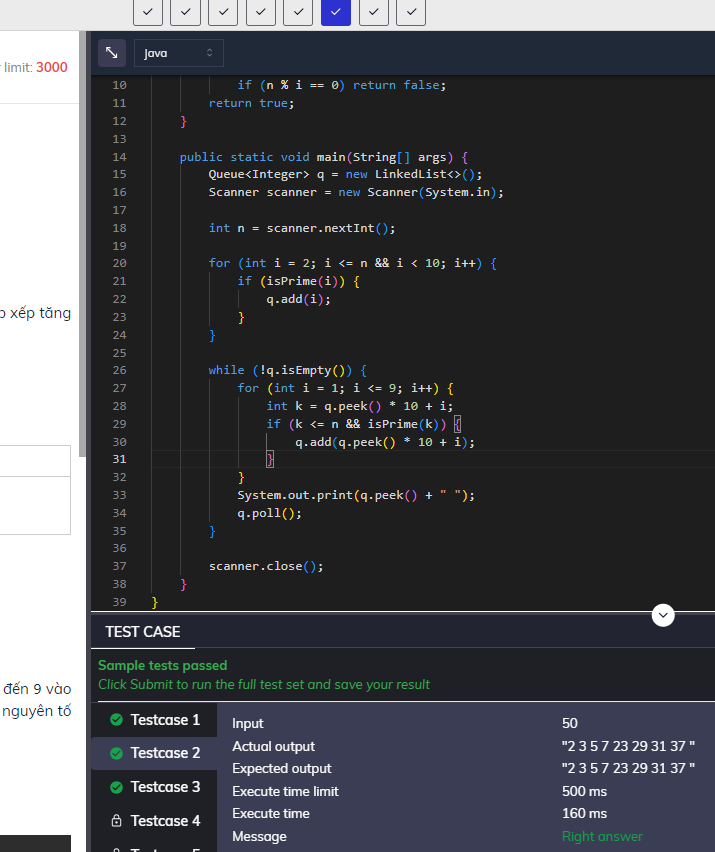 limit: 3000
Java
10 if (n % i == 0) return false;
11 return true;
12 }
13
14 public static void main(String[] args) {
15 Queue<Integer> q = new LinkedList<>();
16 Scanner scanner = new Scanner(System.in);
17
18 int n = scanner.nextInt();
19
20 for (int i = 2; i <= n && i < 10; i++) {
21 if (isPrime(i)) {
22 q.add(i);
23 }
24 }
25
26 while (!q.isEmpty()) {
27 for (int i = 1; i <= 9; i++) {
28 int k = q.peek() * 10 + i;
29 if (k <= n && isPrime(k)) {
30 q.add(q.peek() * 10 + i);
31 }
32 }
33 System.out.print(q.peek() + " ");
34 q.poll();
35 }
36
37 scanner.close();
38 }
39 }
xếp tăng
đến 9 vào
nguyên tố
TEST CASE
Sample tests passed
Click Submit to run the full test set and save your result
Testcase 1
Testcase 2
Testcase 3
Testcase 4
Input 50
Actual output "2 3 5 7 23 29 31 37 "
Expected output "2 3 5 7 23 29 31 37 "
Execute time limit 500 ms
Execute time 160 ms
Message Right answer